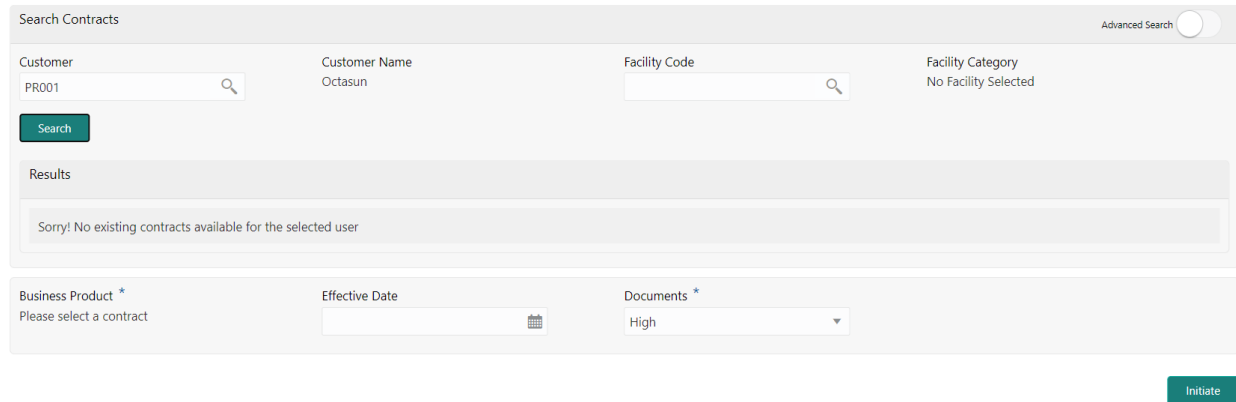 Search Contracts
Advanced Search
Customer
Customer Name
Facility Code
Facility Category
PR001
Octasun
No Facility Selected
Search
Results
Sorry! No existing contracts available for the selected user
Business Product *
Effective Date
Documents *
Please select a contract
High
Initiate